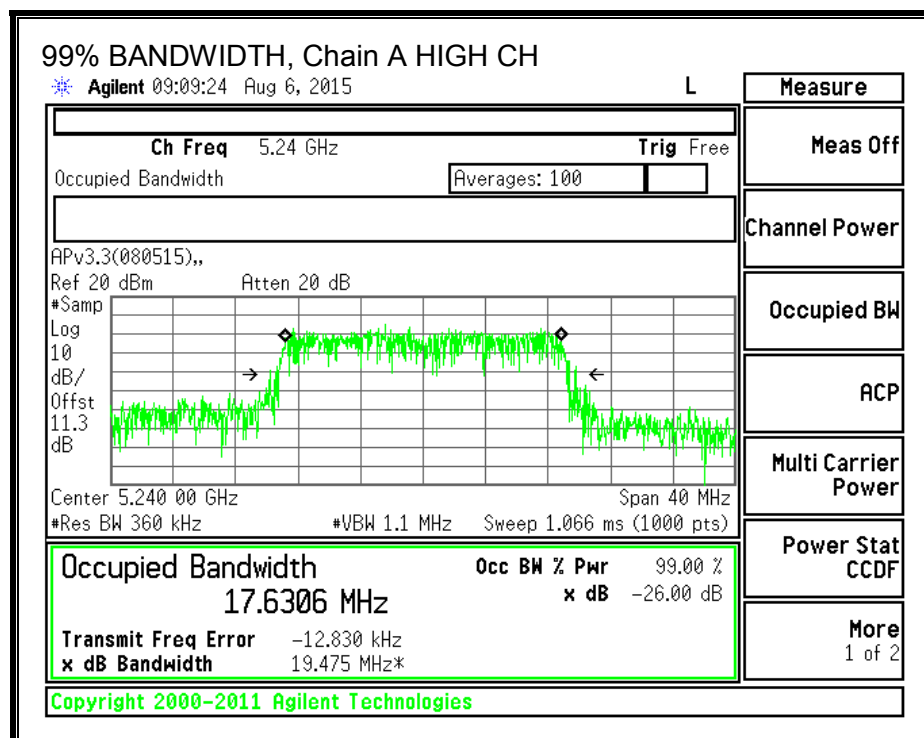 99% BANDWIDTH, Chain A HIGH CH
Agilent 09:09:24 Aug 6, 2015 L
Measure
Ch Freq 5.24 GHz Trig Free
Meas Off
Occupied Bandwidth Averages: 100
Channel Power
APv3.3(080515),,
Ref 20 dBm Atten 20 dB
#Samp
Log
10
dB/
Offst
11.3
dB
Occupied BW
ACP
Center 5.240 00 GHz Span 40 MHz
#Res BW 360 kHz #VBW 1.1 MHz Sweep 1.066 ms (1000 pts)
Multi Carrier
Power
Occupied Bandwidth Occ BW % Pwr 99.00 %
17.6306 MHz x dB -26.00 dB
Transmit Freq Error -12.830 kHz
x dB Bandwidth 19.475 MHz*
Power Stat
CCDF
More
1 of 2
Copyright 2000-2011 Agilent Technologies